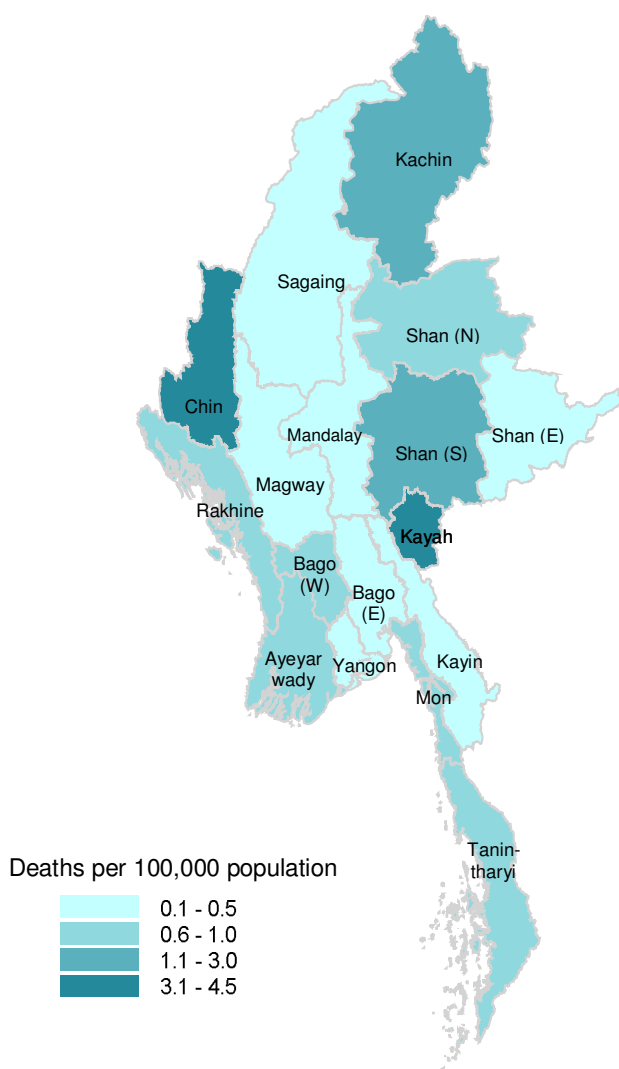 Kachin
Sagaing
Shan (N)
Chin
Mandalay
Shan (E)
Shan (S)
Magway
Rakhine
Kayah
Bago
(W)
Bago
(E)
Ayeyar
wady
Yangon
Kayin
Mon
Tanin-
tharyi
Deaths per 100,000 population
0.1 - 0.5
0.6 - 1.0
1.1 - 3.0
3.1 - 4.5